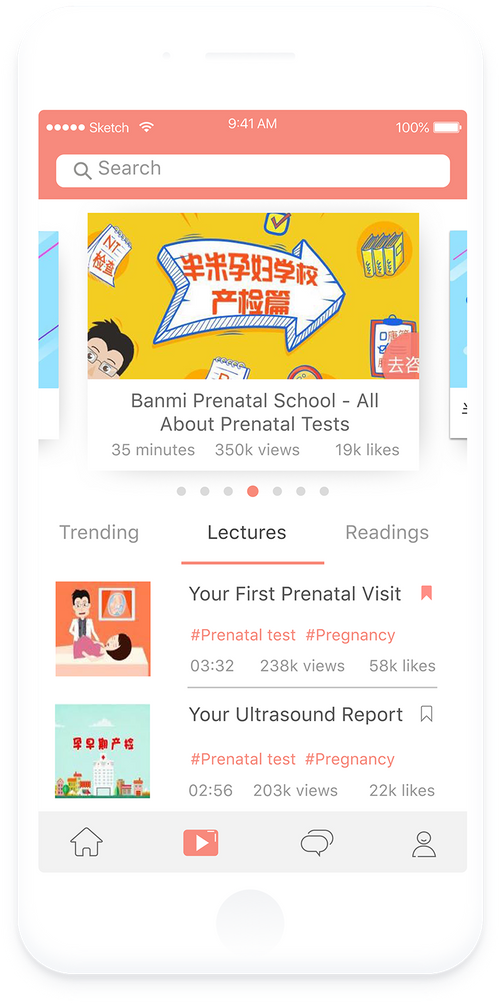 Sketch
9:41 AM
100%
Search
NT
检查
半米孕妇学校
产检篇
去咨
Banmi Prenatal School - All
About Prenatal Tests
35 minutes 350k views 19k likes
Trending Lectures Readings
Your First Prenatal Visit
#Prenatal test #Pregnancy
03:32 238k views 58k likes
孕早期产检
Your Ultrasound Report
#Prenatal test #Pregnancy
02:56 203k views 22k likes